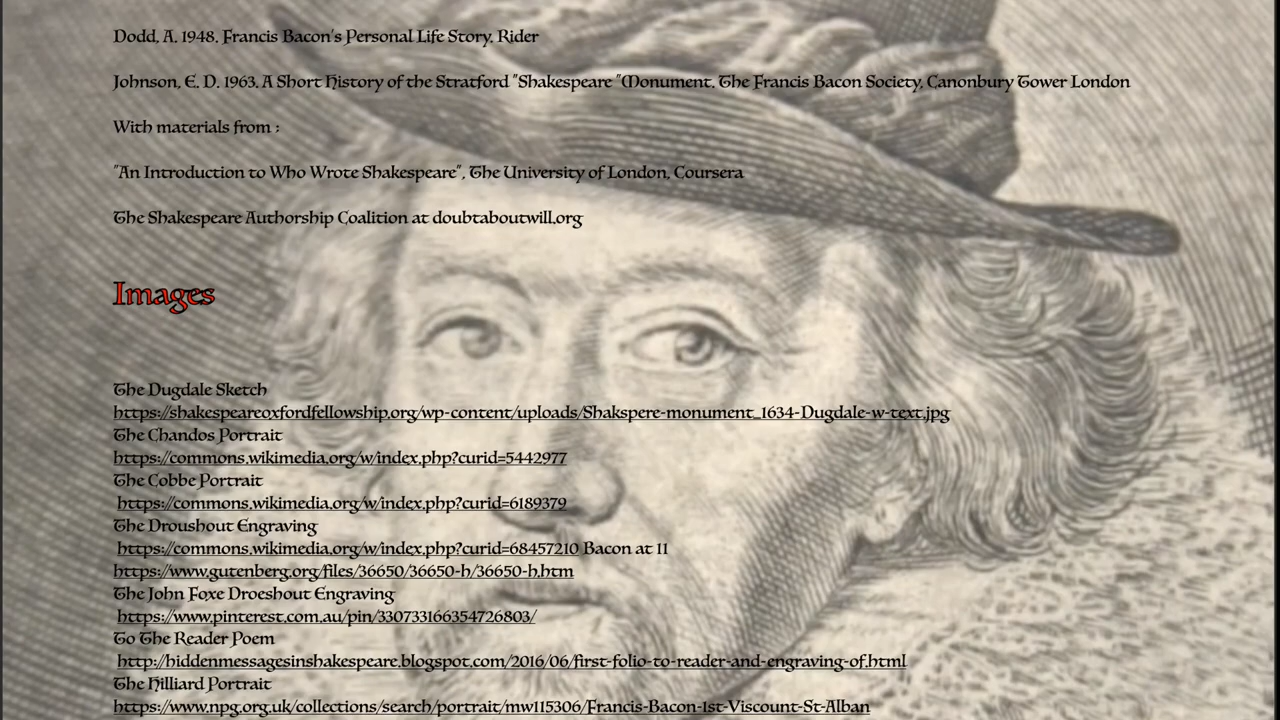 Dodd, A. 1948. Francis Bacon's Personal Life Story. Rider
Johnson, E. D. 1963. A Short History of the Stratford "Shakespeare "Monument. The Francis Bacon Society, Canonbury Tower London
With materials from :
"An Introduction to Who Wrote Shakespeare", The University of London, Coursera
The Shakespeare Authorship Coalition at doubtaboutwill.org
Images
The Dugdale Sketch
https://shakespeareoxfordfellowship.org/wp-content/uploads/Shakspere-monument_1634-Dugdale-w-text.jpg
The Chandos Portrait
https://commons.wikimedia.org/w/index.php?curid=5442977
The Cobbe Portrait
https://commons.wikimedia.org/w/index.php?curid=6189379
The Droushout Engraving
https://commons.wikimedia.org/w/index.php?curid=68457210 Bacon at 11
https://www.gutenberg.org/files/36650/36650-h/36650-h.htm
The John Foxe Droeshout Engraving
https://www.pinterest.com.au/pin/330733166354726803/
To The Reader Poem
http://hiddenmessagesinshakespeare.blogspot.com/2016/06/first-folio-to-reader-and-engraving-of.html
The Hilliard Portrait
https://www.npg.org.uk/collections/search/portrait/mw115306/Francis-Bacon-1st-Viscount-St-Alban